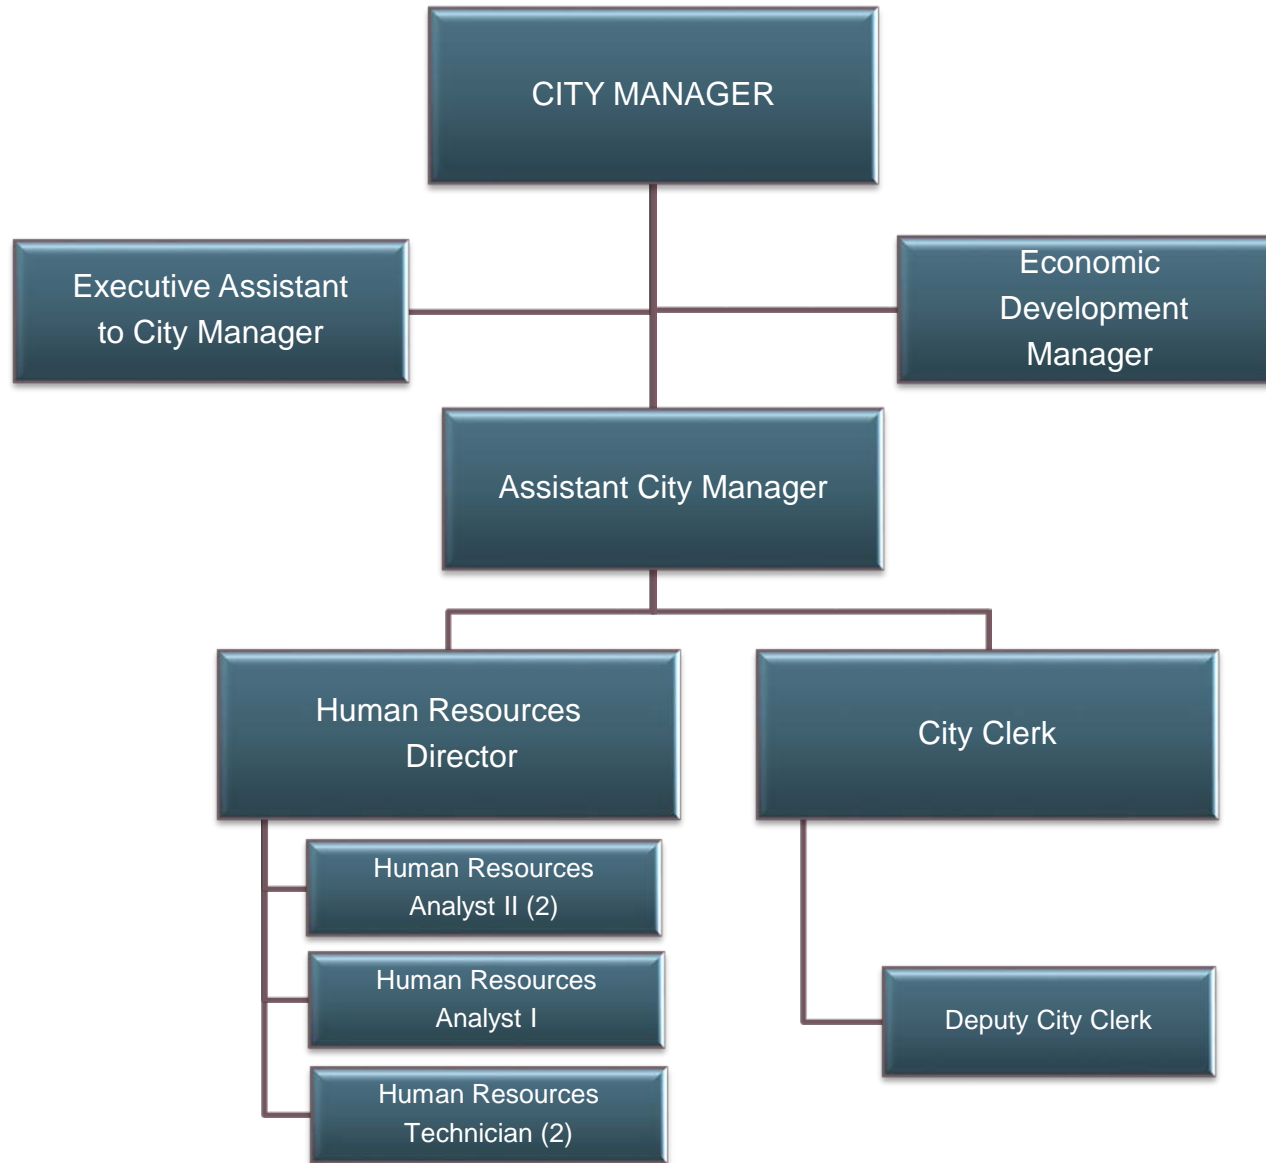 CITY MANAGER
Executive Assistant
to City Manager
Economic
Development
Manager
Assistant City Manager
Human Resources
Director
City Clerk
Human Resources
Analyst II (2)
Human Resources
Analyst I
Human Resources
Technician (2)
Deputy City Clerk